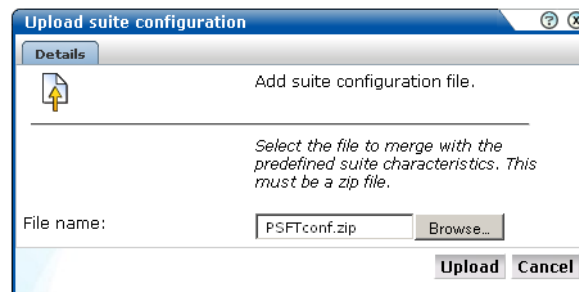 Upload suite configuration
Details
Add suite configuration file.
Select the file to merge with the
predefined suite characteristics. This
must be a zip file.
File name:
PSFTconf.zip
Browse...
Upload Cancel